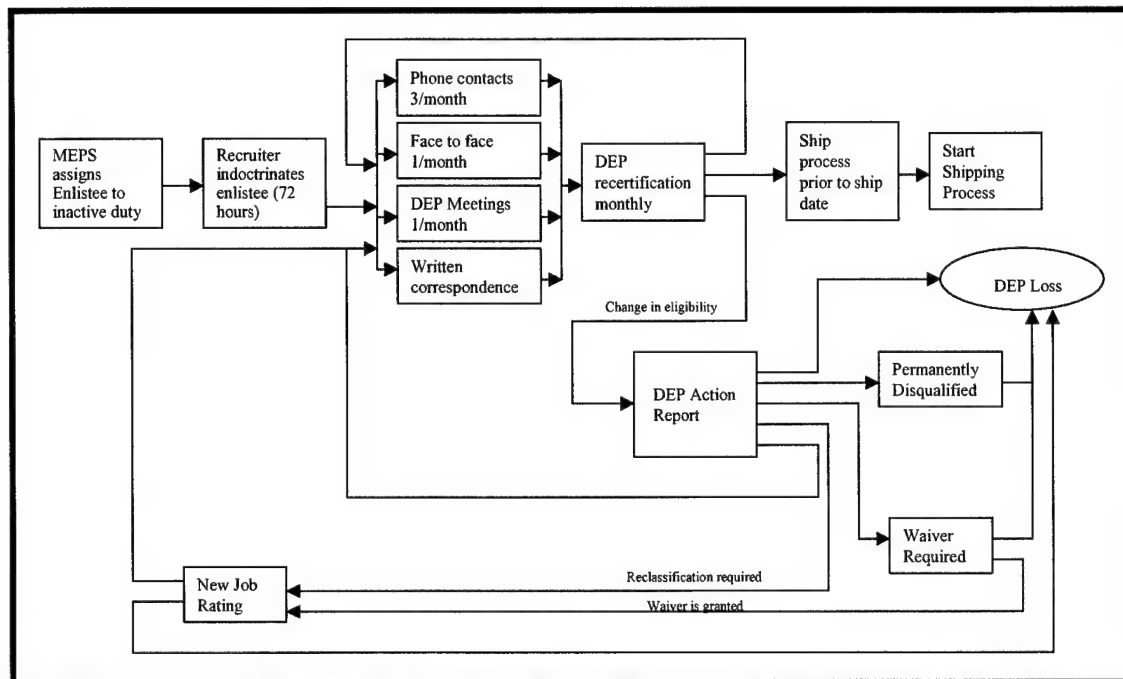 MEPS
assigns
Enlistee to
inactive duty
Recruiter
indoctrinates
enlistee (72
hours)
Phone contacts
3/month
Face to face
1/month
DEP Meetings
1/month
Written
correspondence
DEP
recertification
monthly
Ship
process
prior to ship
date
Start
Shipping
Process
DEP Loss
Change in eligibility
DEP Action
Report
Permanently
Disqualified
Waiver
Required
New Job
Rating
Reclassification required
Waiver is granted